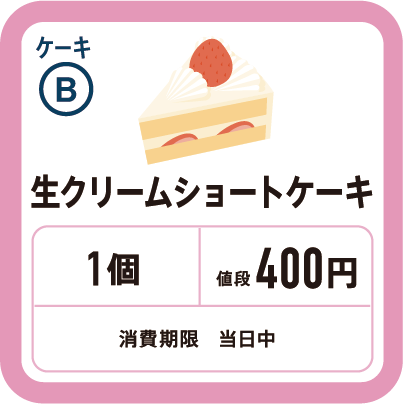 ケーキ
B
生クリームショートケーキ
1個
値段 400円
消費期限　当日中